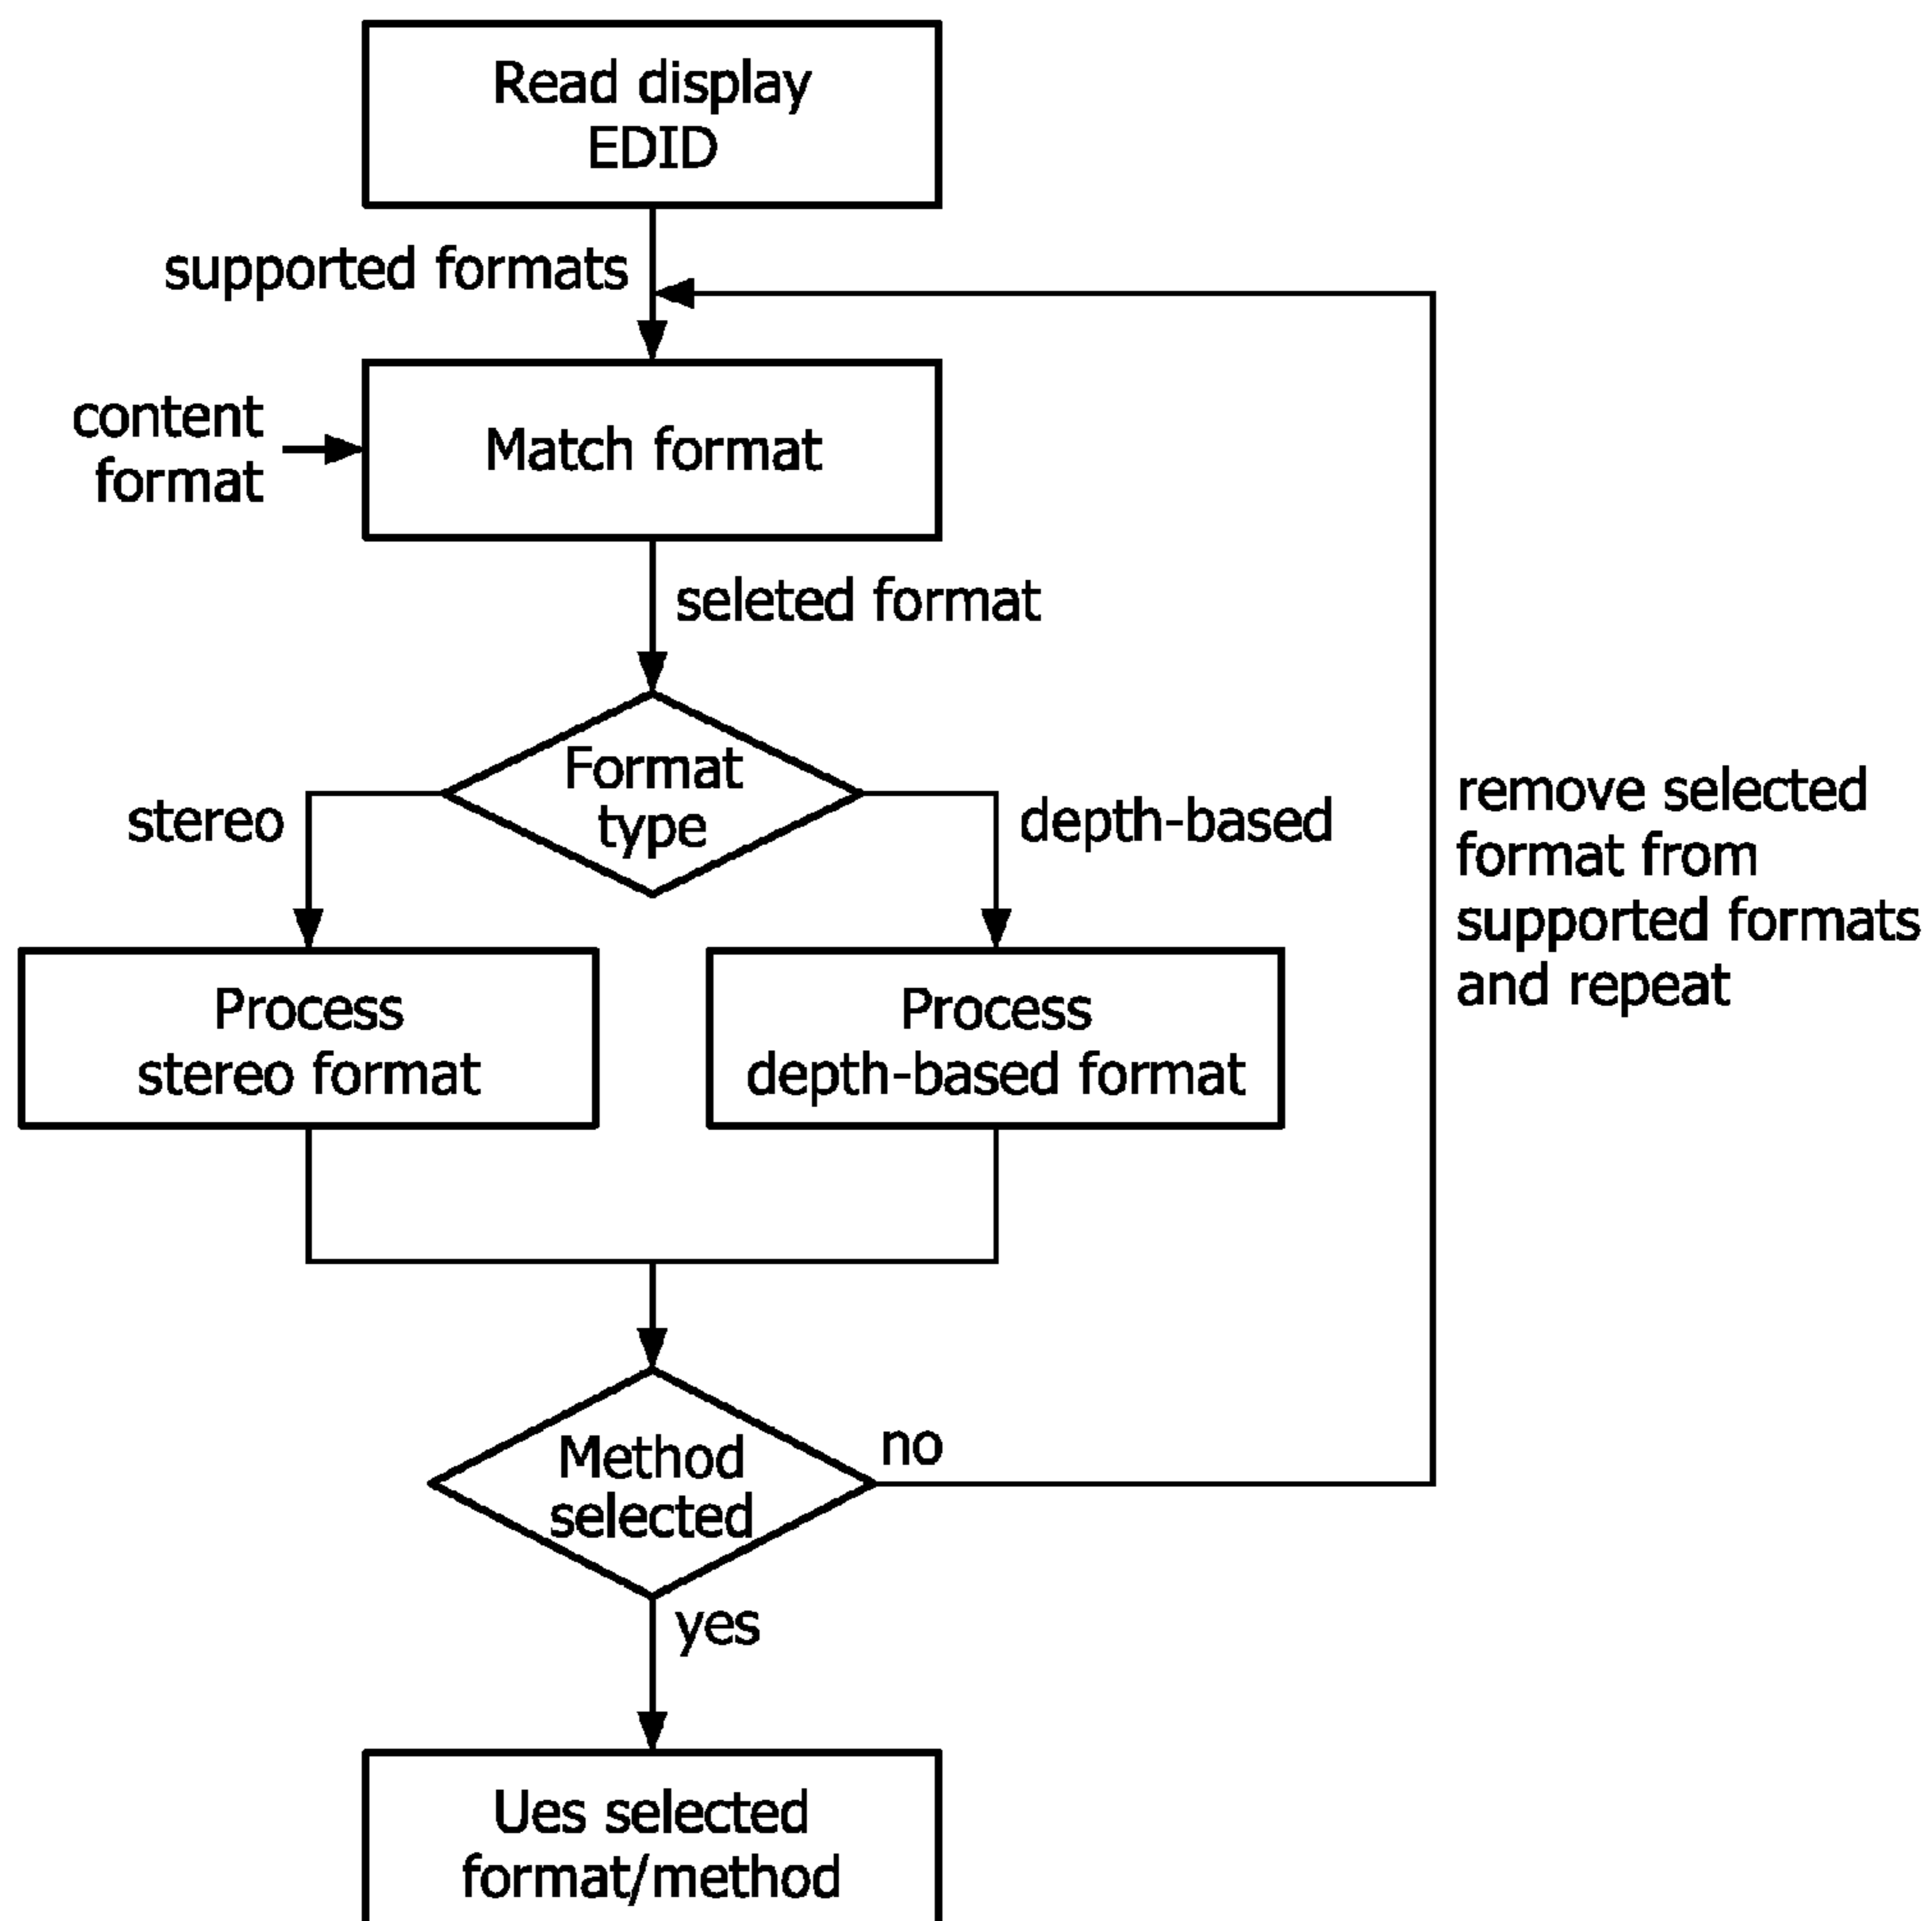 Read display
EDID
supported formats
content
format
Match format
seleted format
Format
type
stereo
depth-based
remove selected
format from
supported formats
and repeat
Process
stereo format
Process
depth-based format
Method
selected
no
yes
Ues selected
format/method